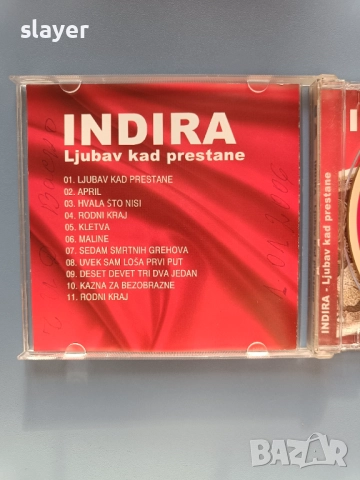 slayer
INDIRA
Ljubav kad prestane
01. LJUBAV KAD PRESTANE
02. APRIL
03. HVALA ŠTO NISI
04. RODNI KRAJ
05. KLETVA
06. MALINE
07. SEDAM SMRTNIH GREHOVA
08. UVEK SAM LOŠA PRVI PUT
09. DESET DEVET TRI DVA JEDAN
10. KAZNA ZA BEZOBRAZNE
11. RODNI KRAJ
INDIRA - Ljubav kad prestane
BAZAR
bazar.bg